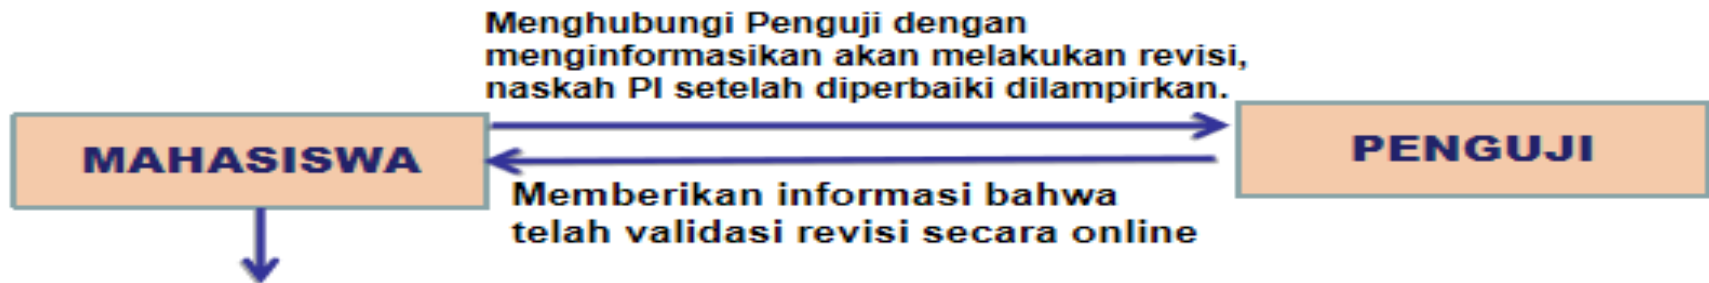 Menghubungi Penguji dengan
menginformasikan akan melakukan revisi,
naskah PI setelah diperbaiki dilampirkan.
MAHASISWA
PENGUJI
Memberikan informasi bahwa
telah validasi revisi secara online